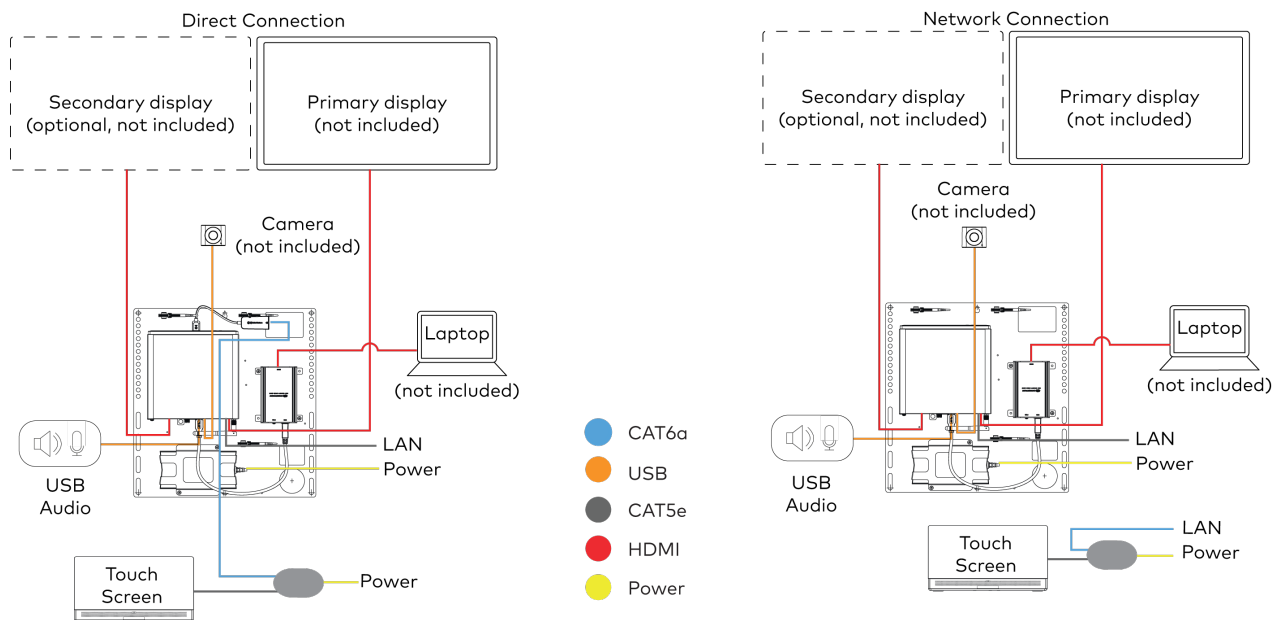 Direct Connection
Secondary display
(optional, not included)
Primary display
(not included)
Camera
(not included)
Laptop
(not included)
LAN
Power
USB
Audio
Touch
Screen
Power
CAT6a
USB
CAT5e
HDMI
Power
Network Connection
Secondary display
(optional, not included)
Primary display
(not included)
Camera
(not included)
Laptop
(not included)
LAN
Power
USB
Audio
Touch
Screen
LAN
Power